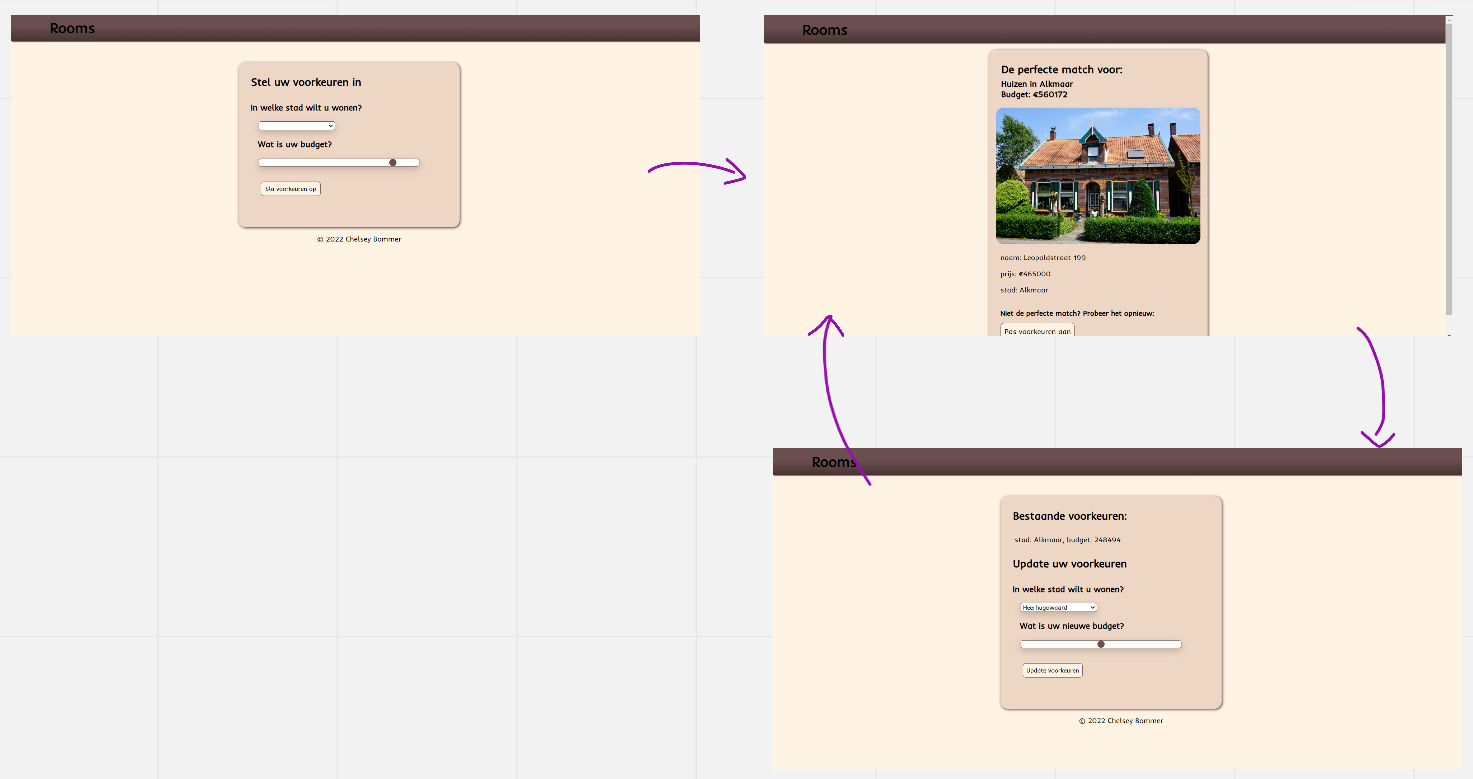 Rooms
Stel uw voorkeuren in
In welke stad wilt u wonen?
Wat is uw budget?
Sla voorkeuren op
© 2022 Chelsey Bommer
Rooms
De perfecte match voor:
Huizen in Alkmaar
Budget: €560172
naam: Leopoldstraat 199
prijs: €465000
stad: Alkmaar
Niet de perfecte match? Probeer het opnieuw:
Pas voorkeuren aan
Rooms
Bestaande voorkeuren:
stad: Alkmaar, budget: 248494
Update uw voorkeuren
In welke stad wilt u wonen?
Heerhugowaard
Wat is uw nieuwe budget?
Update voorkeuren
© 2022 Chelsey Bommer